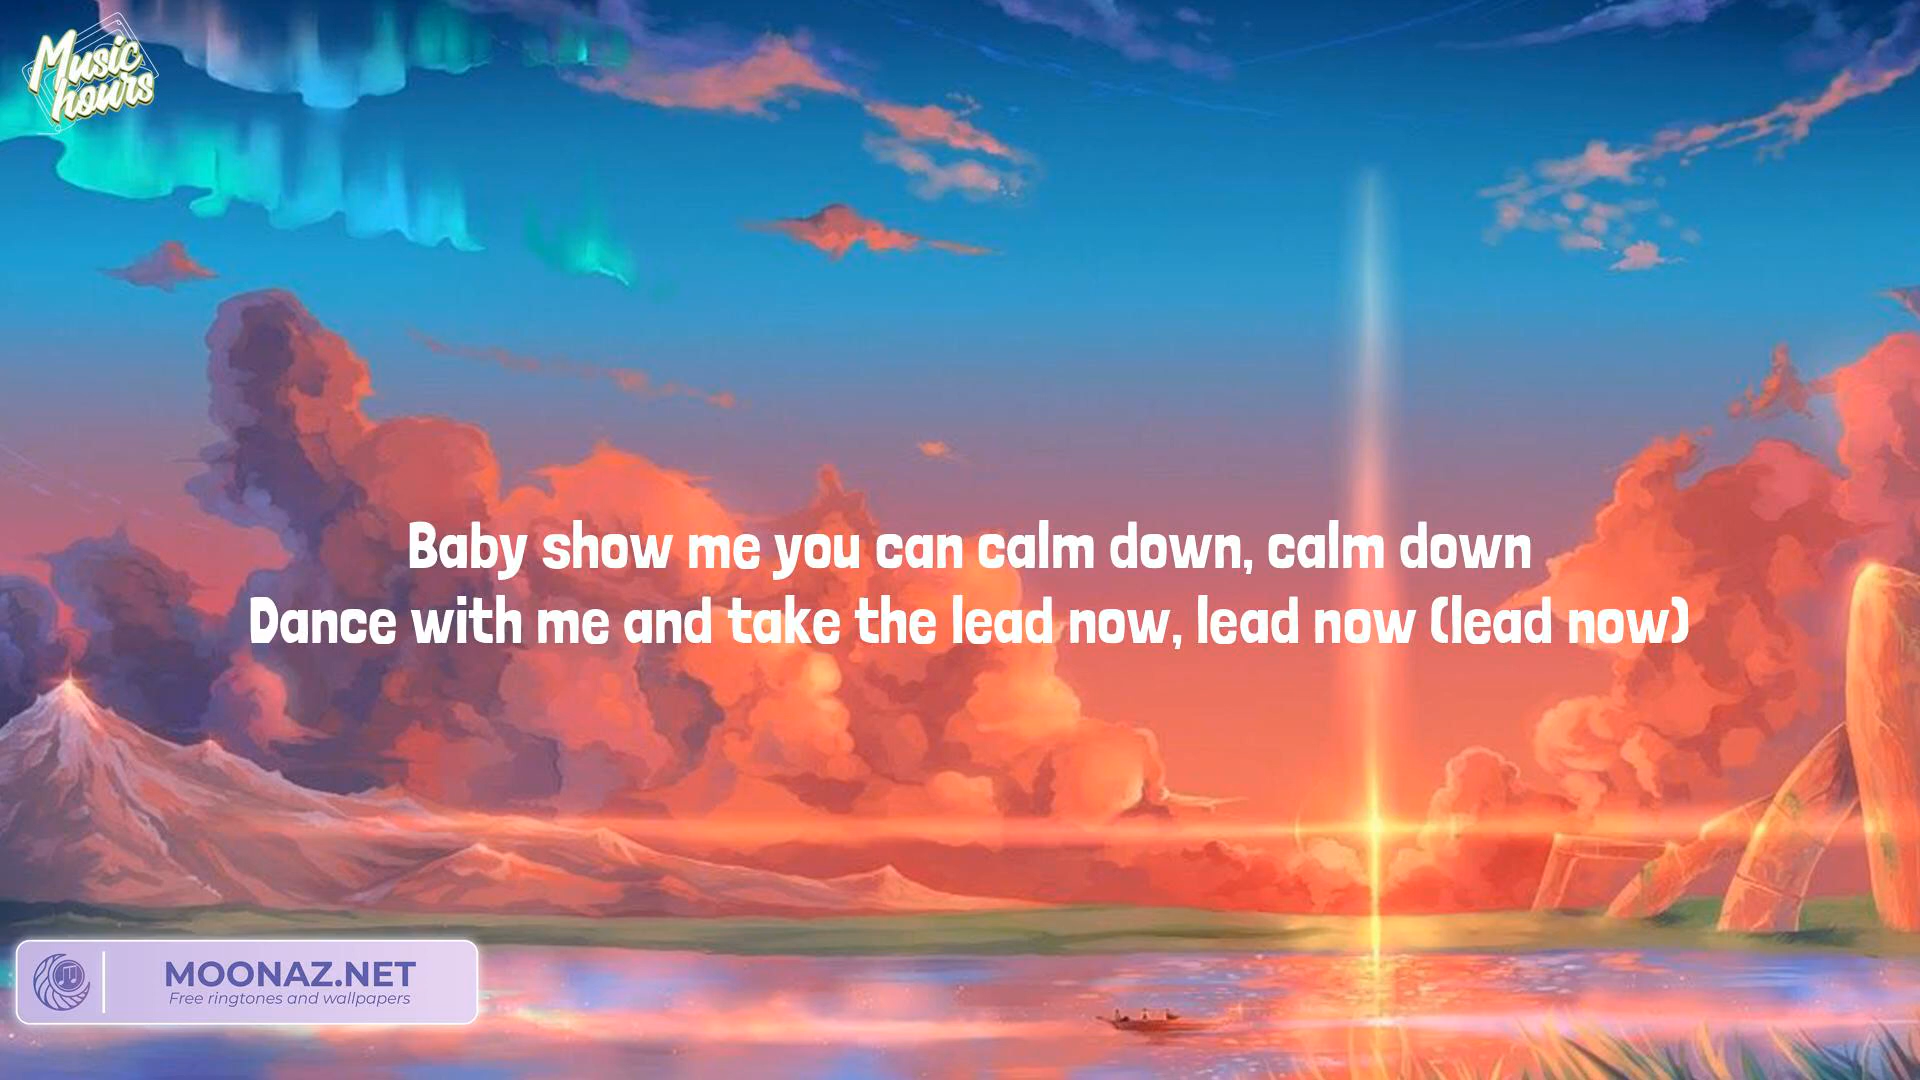 Music
hours
Baby show me you can calm down, calm down
Dance with me and take the lead now, lead now (lead now)
MOONAZ.NET
Free ringtones and wallpapers